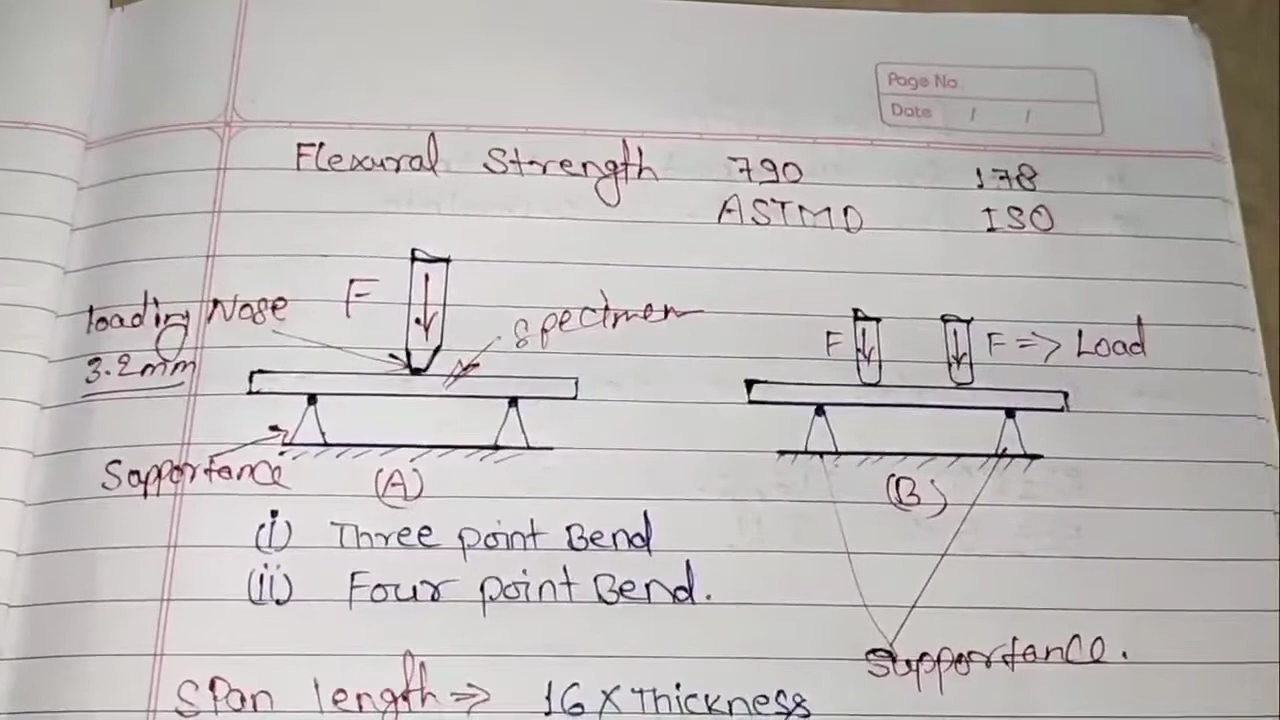 Page No.
Date / /
Flexural Strength 790 178
ASTMD ISO
loading Nose F specimen
3.2mm
F F => Load
Supportance (A) (B)
(i) Three point Bend
(ii) Four point Bend.
Supportance.
Span length => 16 x Thickness